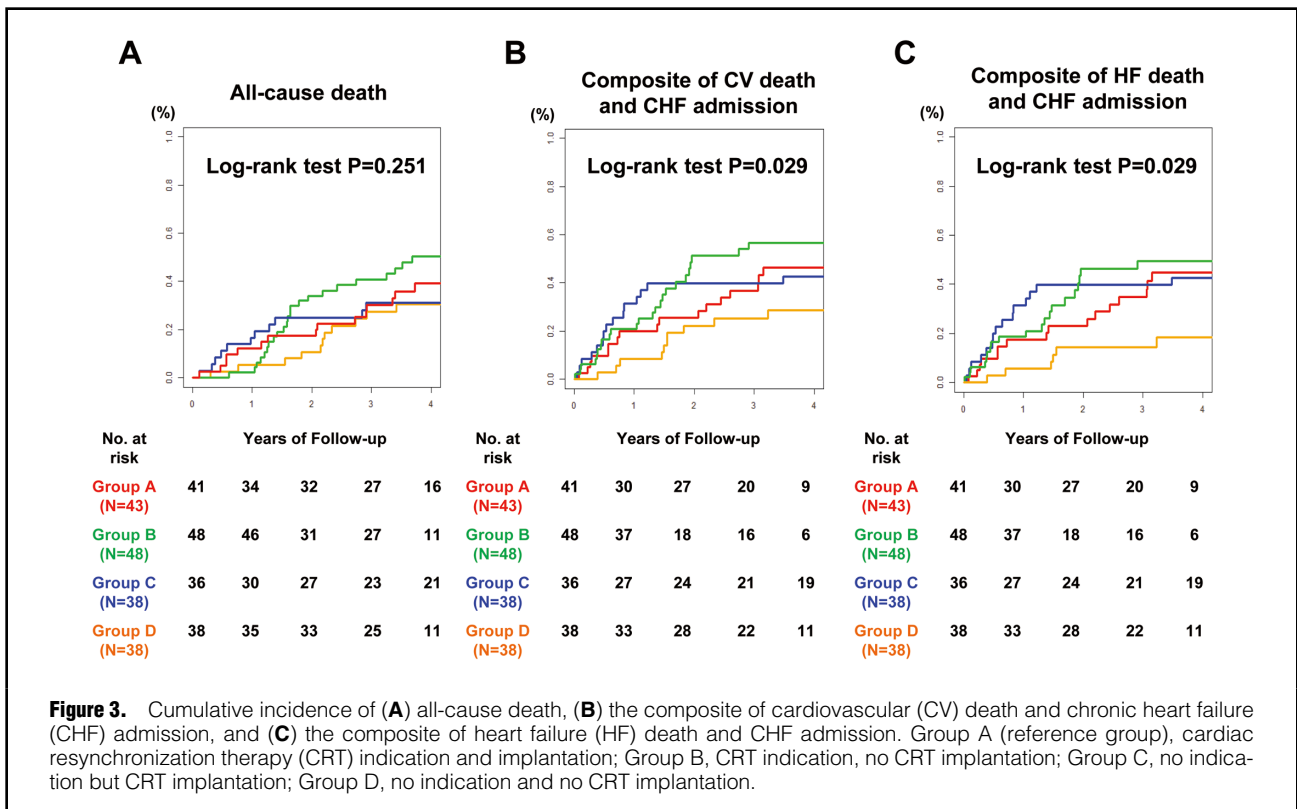 A
All-cause death
(%)
Log-rank test P=0.251
1.0
0.8
0.6
0.4
0.2
0.0
0 1 2 3 4
B
Composite of CV death
and CHF admission
(%)
Log-rank test P=0.029
1.0
0.8
0.6
0.4
0.2
0.0
0 1 2 3 4
C
Composite of HF death
and CHF admission
(%)
Log-rank test P=0.029
1.0
0.8
0.6
0.4
0.2
0.0
0 1 2 3 4
No. at
risk
Years of Follow-up
Group A 41 34 32 27 16
(N=43)
Group B 48 46 31 27 11
(N=48)
Group C 36 30 27 23 21
(N=38)
Group D 38 35 33 25 11
(N=38)
No. at
risk
Years of Follow-up
Group A 41 30 27 20 9
(N=43)
Group B 48 37 18 16 6
(N=48)
Group C 36 27 24 21 19
(N=38)
Group D 38 33 28 22 11
(N=38)
No. at
risk
Years of Follow-up
Group A 41 30 27 20 9
(N=43)
Group B 48 37 18 16 6
(N=48)
Group C 36 27 24 21 19
(N=38)
Group D 38 33 28 22 11
(N=38)
Figure 3. Cumulative incidence of (A) all-cause death, (B) the composite of cardiovascular (CV) death and chronic heart failure
(CHF) admission, and (C) the composite of heart failure (HF) death and CHF admission. Group A (reference group), cardiac
resynchronization therapy (CRT) indication and implantation; Group B, CRT indication, no CRT implantation; Group C, no indica-
tion but CRT implantation; Group D, no indication and no CRT implantation.